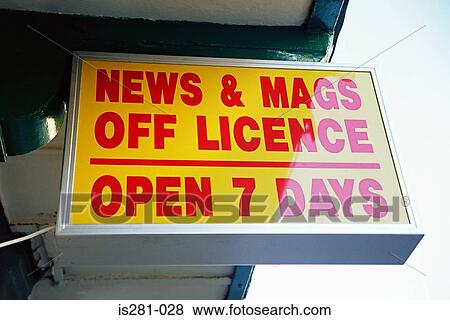 NEWS & MAGS
OFF LICENCE
OPEN 7 DAYS
fotosearch ®
is281-028 www.fotosearch.com